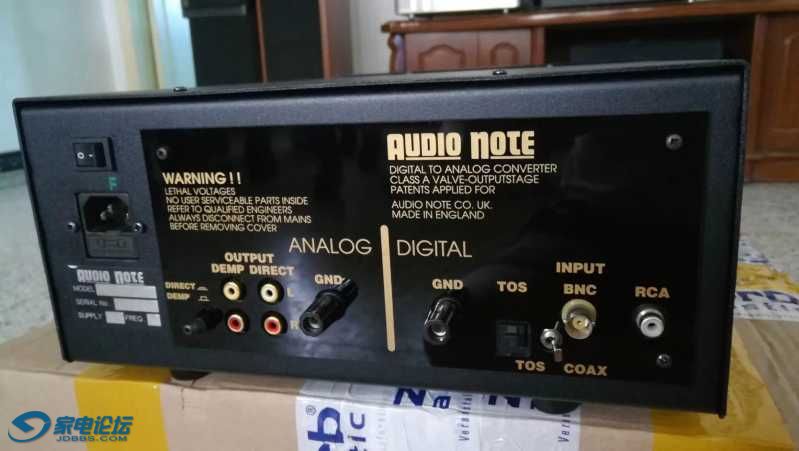 AUDIO NOTE
DIGITAL TO ANALOG CONVERTER
CLASS A VALVE-OUTPUTSTAGE
PATENTS APPLIED FOR
AUDIO NOTE CO. UK.
MADE IN ENGLAND
WARNING !!
LETHAL VOLTAGES
NO USER SERVICEABLE PARTS INSIDE
REFER TO QUALIFIED ENGINEERS
ALWAYS DISCONNECT FROM MAINS
BEFORE REMOVING COVER
F
ANALOG
DIGITAL
AUDIO NOTE
MODEL
SERIAL No.
SUPPLY
FREQ
OUTPUT
DEMP DIRECT
DIRECT
DEMP
L
R
GND
GND
TOS
INPUT
BNC
RCA
TOS
COAX
®
rb
tic
家电论坛
JDBBS.COM